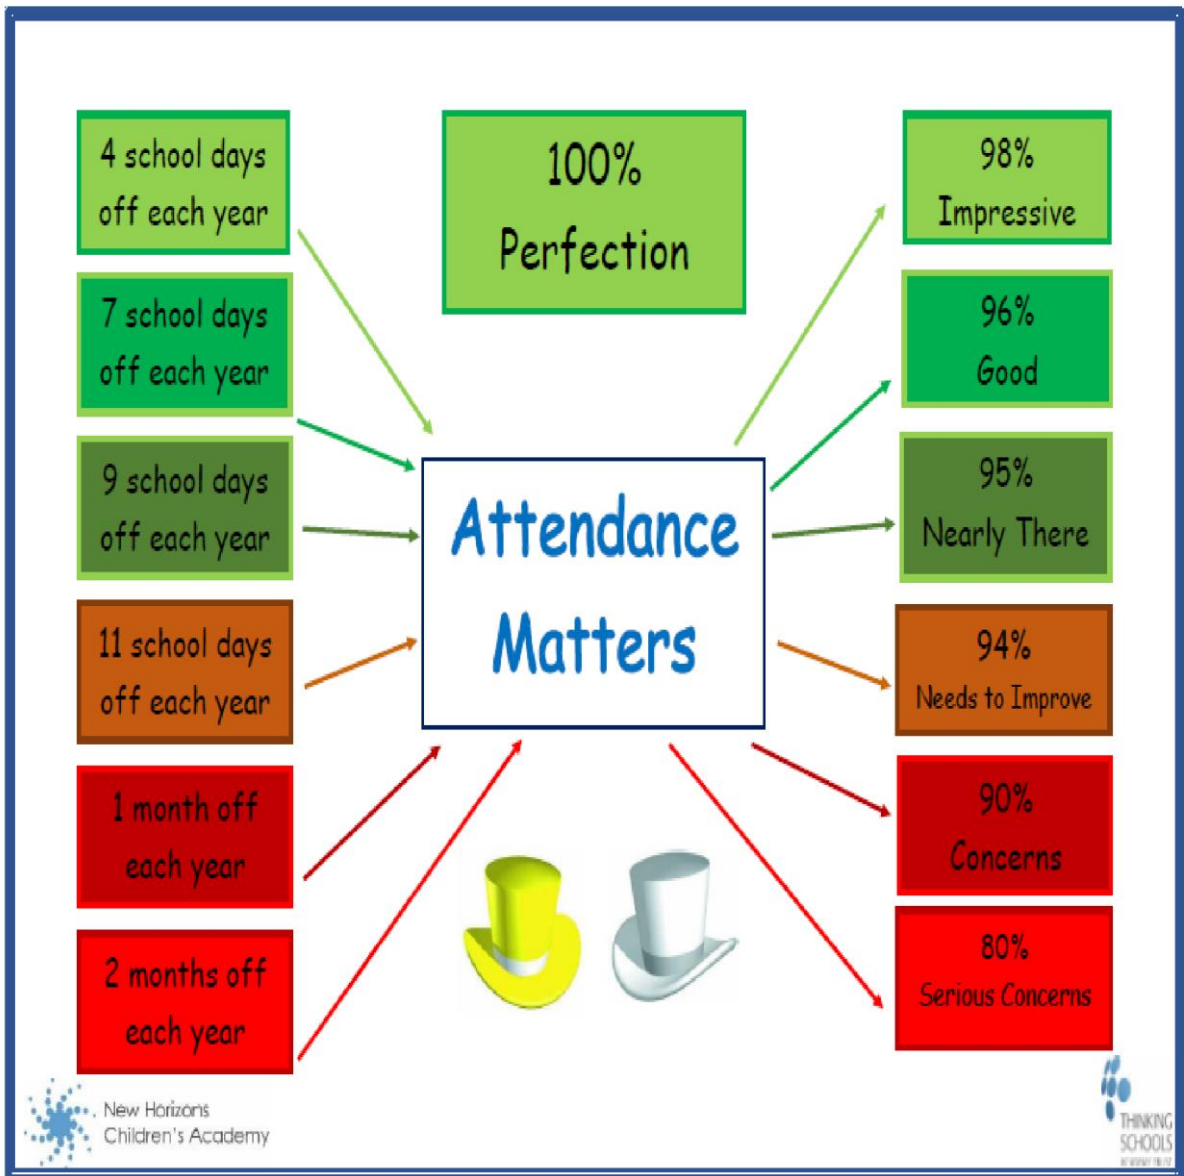 4 school days
off each year
7 school days
off each year
9 school days
off each year
11 school days
off each year
1 month off
each year
2 months off
each year
100%
Perfection
Attendance
Matters
98%
Impressive
96%
Good
95%
Nearly There
94%
Needs to Improve
90%
Concerns
80%
Serious Concerns
New Horizons
Children's Academy
THINKING
SCHOOLS
ACADEMY TRUST